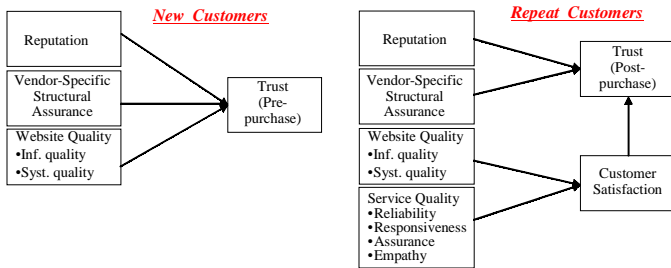 New Customers
Reputation
Vendor-Specific
Structural
Assurance
Website Quality
•Inf. quality
•Syst. quality
Trust
(Pre-
purchase)
Repeat Customers
Reputation
Vendor-Specific
Structural
Assurance
Website Quality
•Inf. quality
•Syst. quality
Service Quality
•Reliability
•Responsiveness
•Assurance
•Empathy
Trust
(Post-
purchase)
Customer
Satisfaction